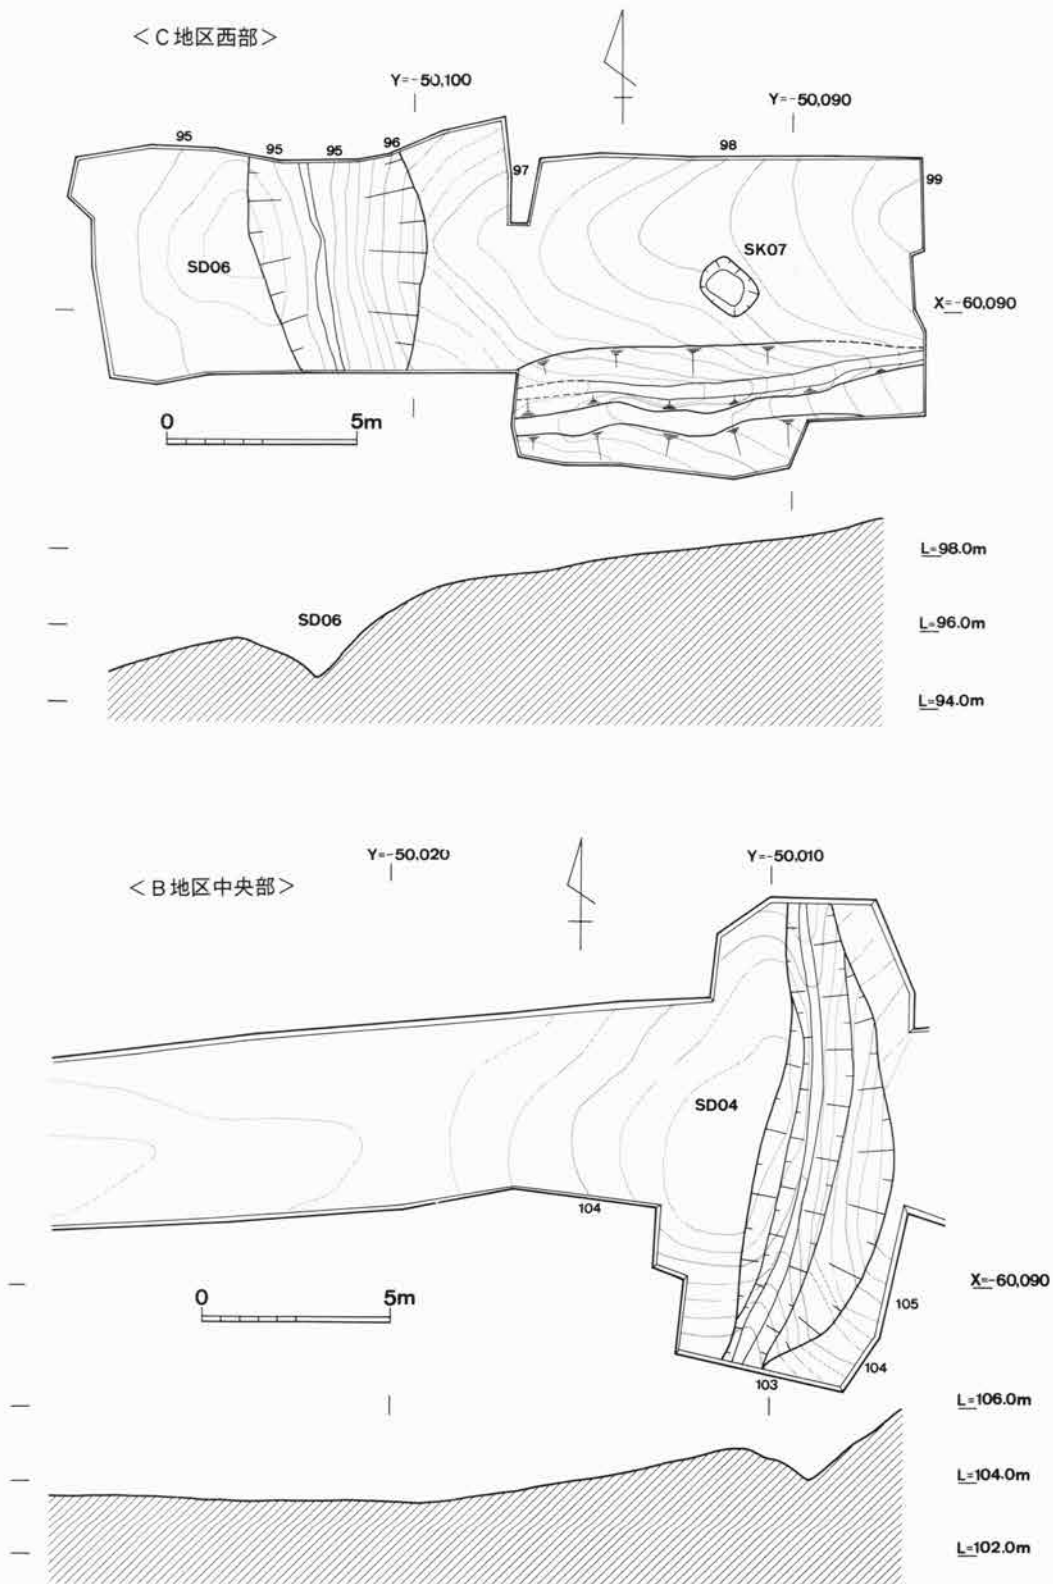 ＜C地区西部＞
Y=-50,100
Y=-50,090
95
95
95
96
97
98
99
SD06
SK07
X=-60,090
0
5m
L=98.0m
SD06
L=96.0m
L=94.0m
Y=-50,020
Y=-50,010
＜B地区中央部＞
SD04
104
X=-60,090
0
5m
105
104
103
L=106.0m
L=104.0m
L=102.0m